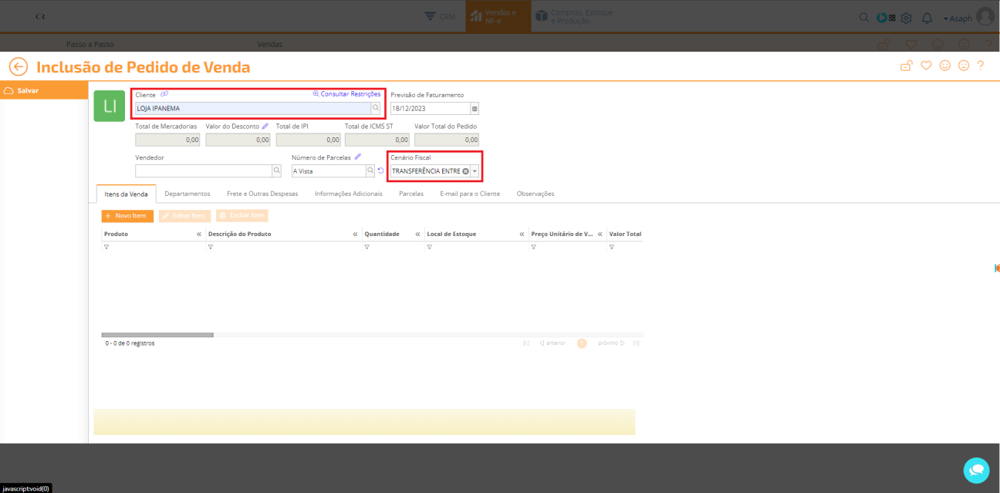 CR
CRM
Vendas e
NF-e
Compras, Estoque
e Produção
Asaph
Passo a Passo
Vendas
Inclusão de Pedido de Venda
?
Salvar
LI
Cliente
Consultar Restrições
LOJA IPANEMA
Previsão de Faturamento
18/12/2023
Total de Mercadorias
Valor do Desconto
Total de IPI
Total de ICMS ST
Valor Total do Pedido
0,00
0,00
0,00
0,00
0,00
Vendedor
Número de Parcelas
Cenário Fiscal
A Vista
TRANSFERÊNCIA ENTRE
Itens da Venda
Departamentos
Frete e Outras Despesas
Informações Adicionais
Parcelas
E-mail para o Cliente
Observações
+ Novo Item
Editar Item
Excluir Item
Produto
Descrição do Produto
Quantidade
Local de Estoque
Preço Unitário de V...
Valor Total
0 - 0 de 0 registros
anterior
1
próximo
javascript:void(0)